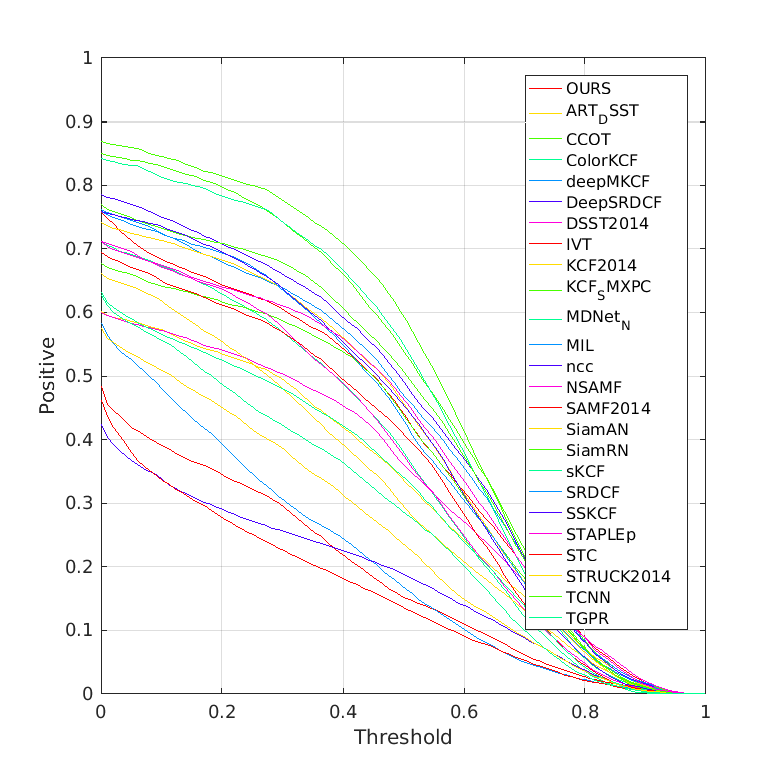 1
0.9
0.8
0.7
0.6
0.5
0.4
0.3
0.2
0.1
0
Positive
0 0.2 0.4 0.6 0.8 1
Threshold
OURS
ART_DSST
CCOT
ColorKCF
deepMKCF
DeepSRDCF
DSST2014
IVT
KCF2014
KCF_SMXPC
MDNet_N
MIL
ncc
NSAMF
SAMF2014
SiamAN
SiamRN
sKCF
SRDCF
SSKCF
STAPLEp
STC
STRUCK2014
TCNN
TGPR